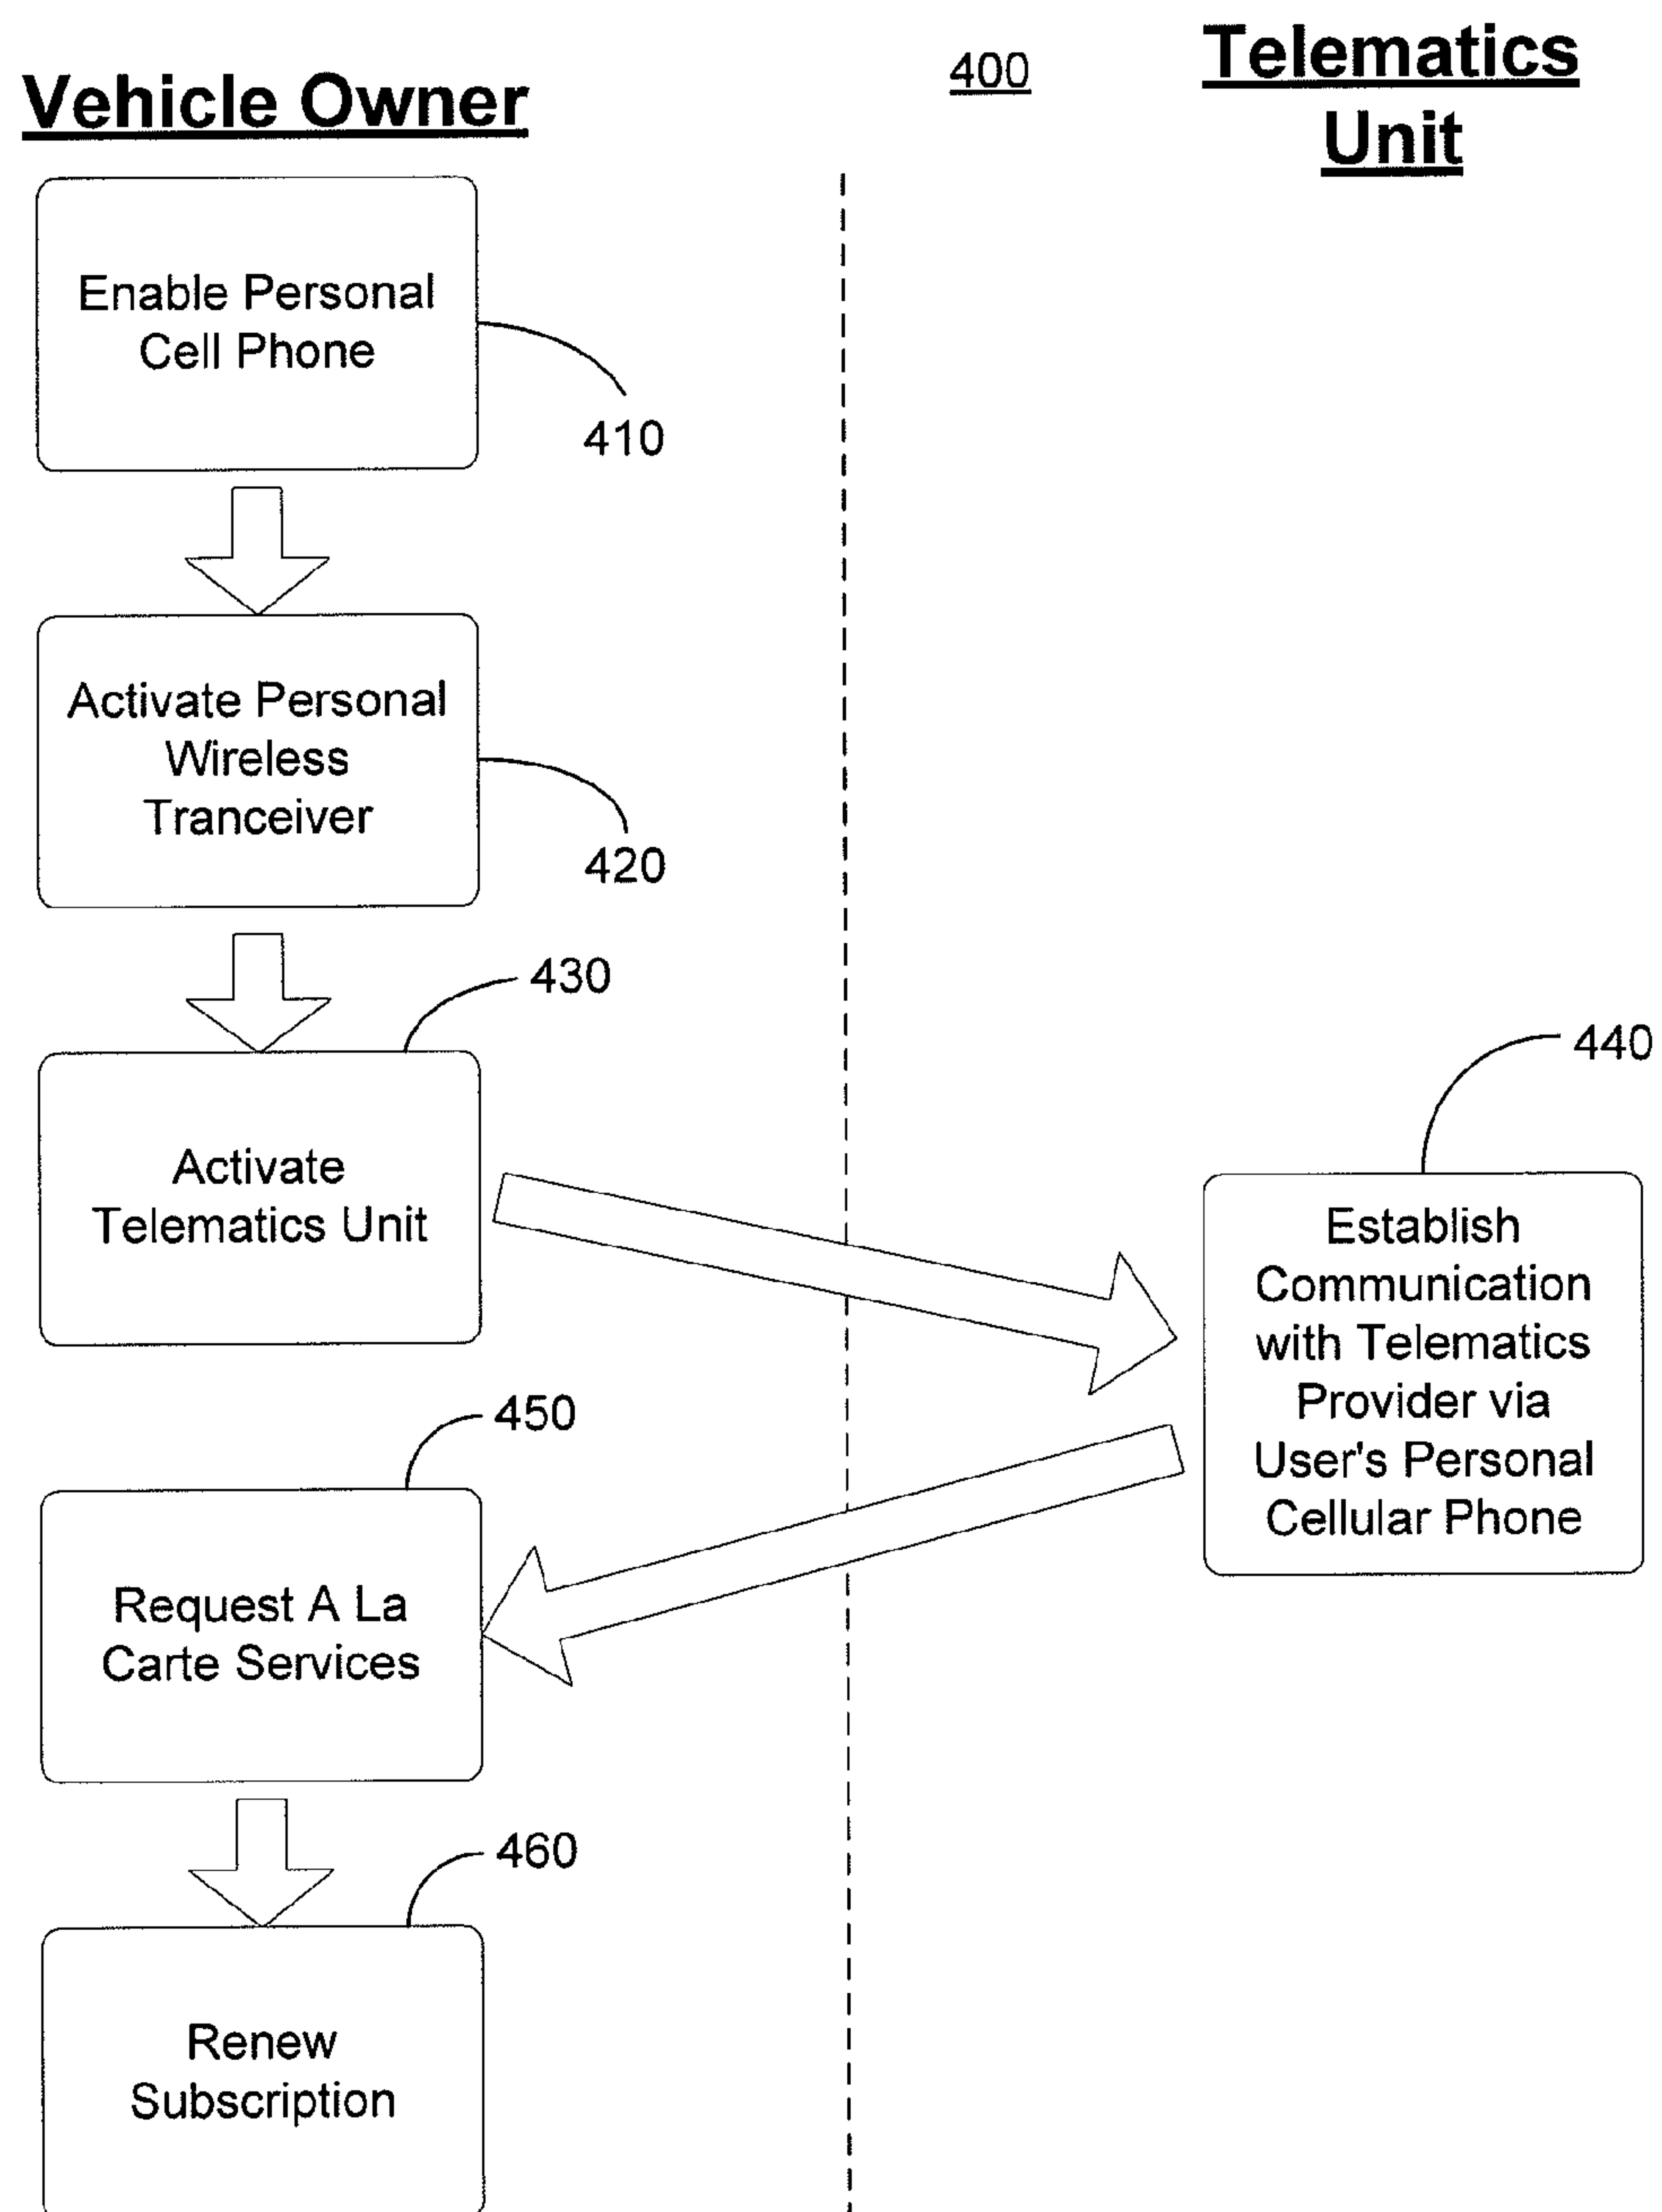 Vehicle Owner
400
Telematics
Unit
Enable Personal
Cell Phone
410
Activate Personal
Wireless
Tranceiver
420
430
Activate
Telematics Unit
440
Establish
Communication
with Telematics
Provider via
User's Personal
Cellular Phone
450
Request A La
Carte Services
460
Renew
Subscription